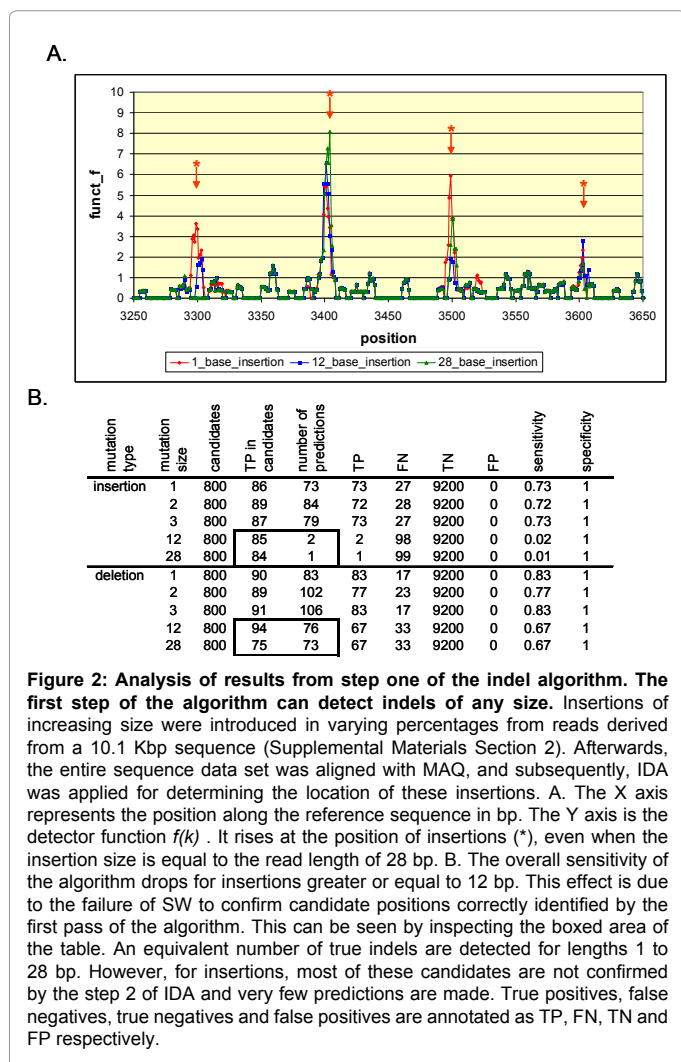 A.
10
9
8
7
6
5
4
3
2
1
0
funct_f
* * * *
3250 3300 3350 3400 3450 3500 3550 3600 3650
position
1_base_insertion 12_base_insertion 28_base_insertion
B.
mutation type mutation size candidates TP in candidates number of predictions TP FN TN FP sensitivity specificity
insertion 1 800 86 73 73 27 9200 0 0.73 1
2 800 89 84 72 28 9200 0 0.72 1
3 800 87 79 73 27 9200 0 0.73 1
12 800 85 2 2 98 9200 0 0.02 1
28 800 84 1 1 99 9200 0 0.01 1
deletion 1 800 90 83 83 17 9200 0 0.83 1
2 800 89 102 77 23 9200 0 0.77 1
3 800 91 106 83 17 9200 0 0.83 1
12 800 94 76 67 33 9200 0 0.67 1
28 800 75 73 67 33 9200 0 0.67 1
Figure 2: Analysis of results from step one of the indel algorithm. The
first step of the algorithm can detect indels of any size. Insertions of
increasing size were introduced in varying percentages from reads derived
from a 10.1 Kbp sequence (Supplemental Materials Section 2). Afterwards,
the entire sequence data set was aligned with MAQ, and subsequently, IDA
was applied for determining the location of these insertions. A. The X axis
represents the position along the reference sequence in bp. The Y axis is the
detector function f(k) . It rises at the position of insertions (*), even when the
insertion size is equal to the read length of 28 bp. B. The overall sensitivity of
the algorithm drops for insertions greater or equal to 12 bp. This effect is due
to the failure of SW to confirm candidate positions correctly identified by the
first pass of the algorithm. This can be seen by inspecting the boxed area of
the table. An equivalent number of true indels are detected for lengths 1 to
28 bp. However, for insertions, most of these candidates are not confirmed
by the step 2 of IDA and very few predictions are made. True positives, false
negatives, true negatives and false positives are annotated as TP, FN, TN and
FP respectively.